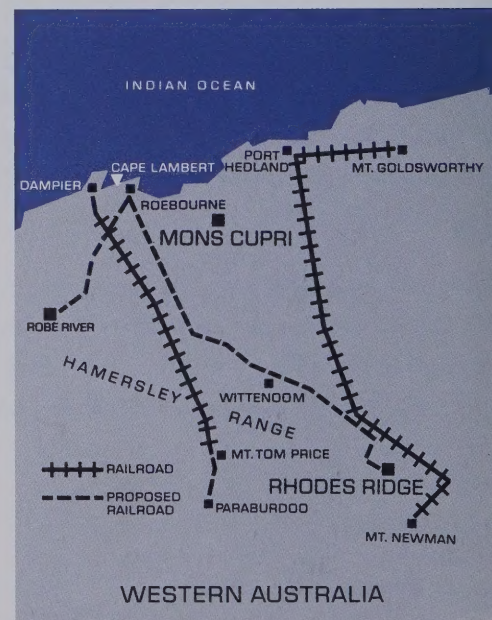 INDIAN OCEAN
PORT
HEDLAND
MT. GOLDSWORTHY
CAPE LAMBERT
DAMPIER
ROEBOURNE
MONS CUPRI
ROBE RIVER
HAMERSLEY
RANGE
WITTENOOM
MT. TOM PRICE
RHODES RIDGE
PARABURDOO
MT. NEWMAN
RAILROAD
PROPOSED
RAILROAD
WESTERN AUSTRALIA